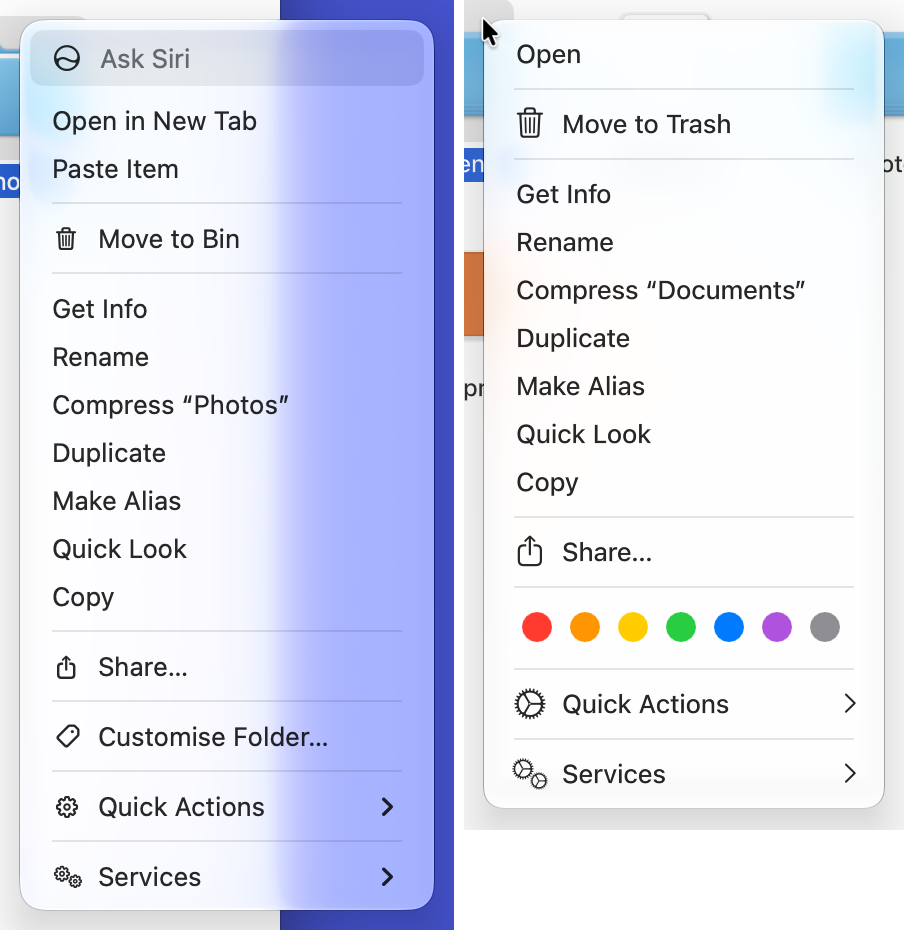 Ask Siri
Open in New Tab
Paste Item
Move to Bin
Get Info
Rename
Compress “Photos”
Duplicate
Make Alias
Quick Look
Copy
Share...
Customise Folder...
Quick Actions
Services
Open
Move to Trash
Get Info
Rename
Compress “Documents”
Duplicate
Make Alias
Quick Look
Copy
Share...
Quick Actions
Services